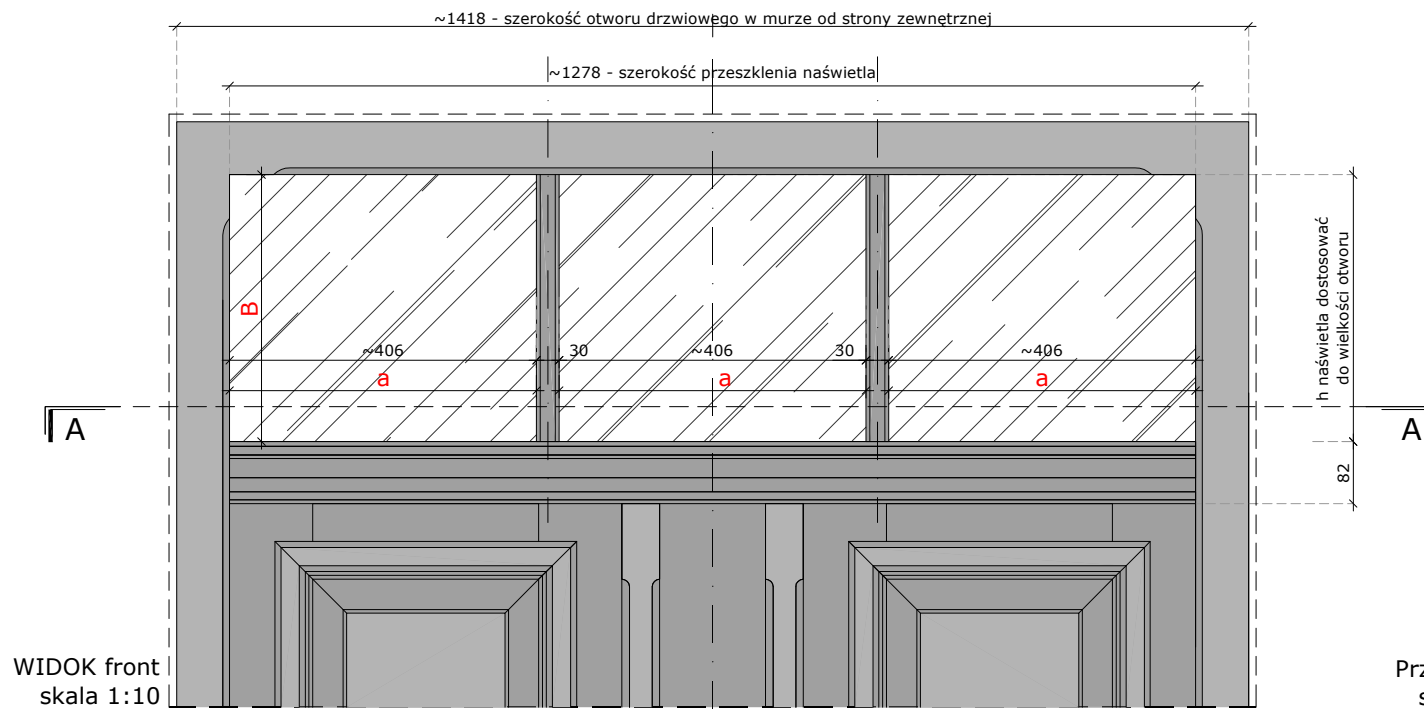 ~1418 - szerokość otworu drzwiowego w murze od strony zewnętrznej
~1278 - szerokość przeszklenia naświetla
h naświetla dostosować
do wielkości otworu
B
~406
30
~406
30
~406
a
a
a
A
A
82
WIDOK front
skala 1:10
Prz
s